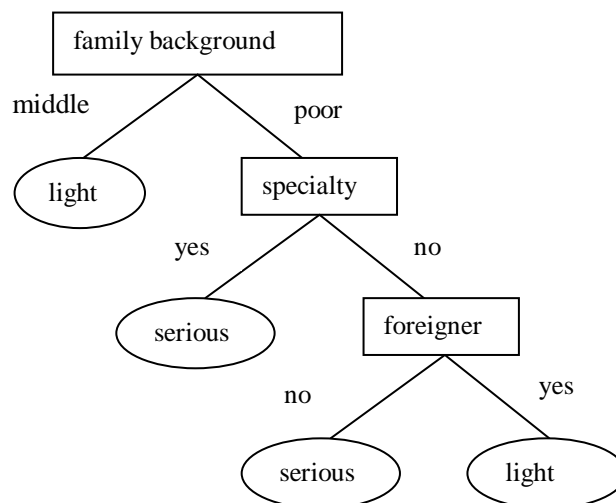 family background
middle
poor
light
specialty
yes
no
serious
foreigner
no
yes
serious
light